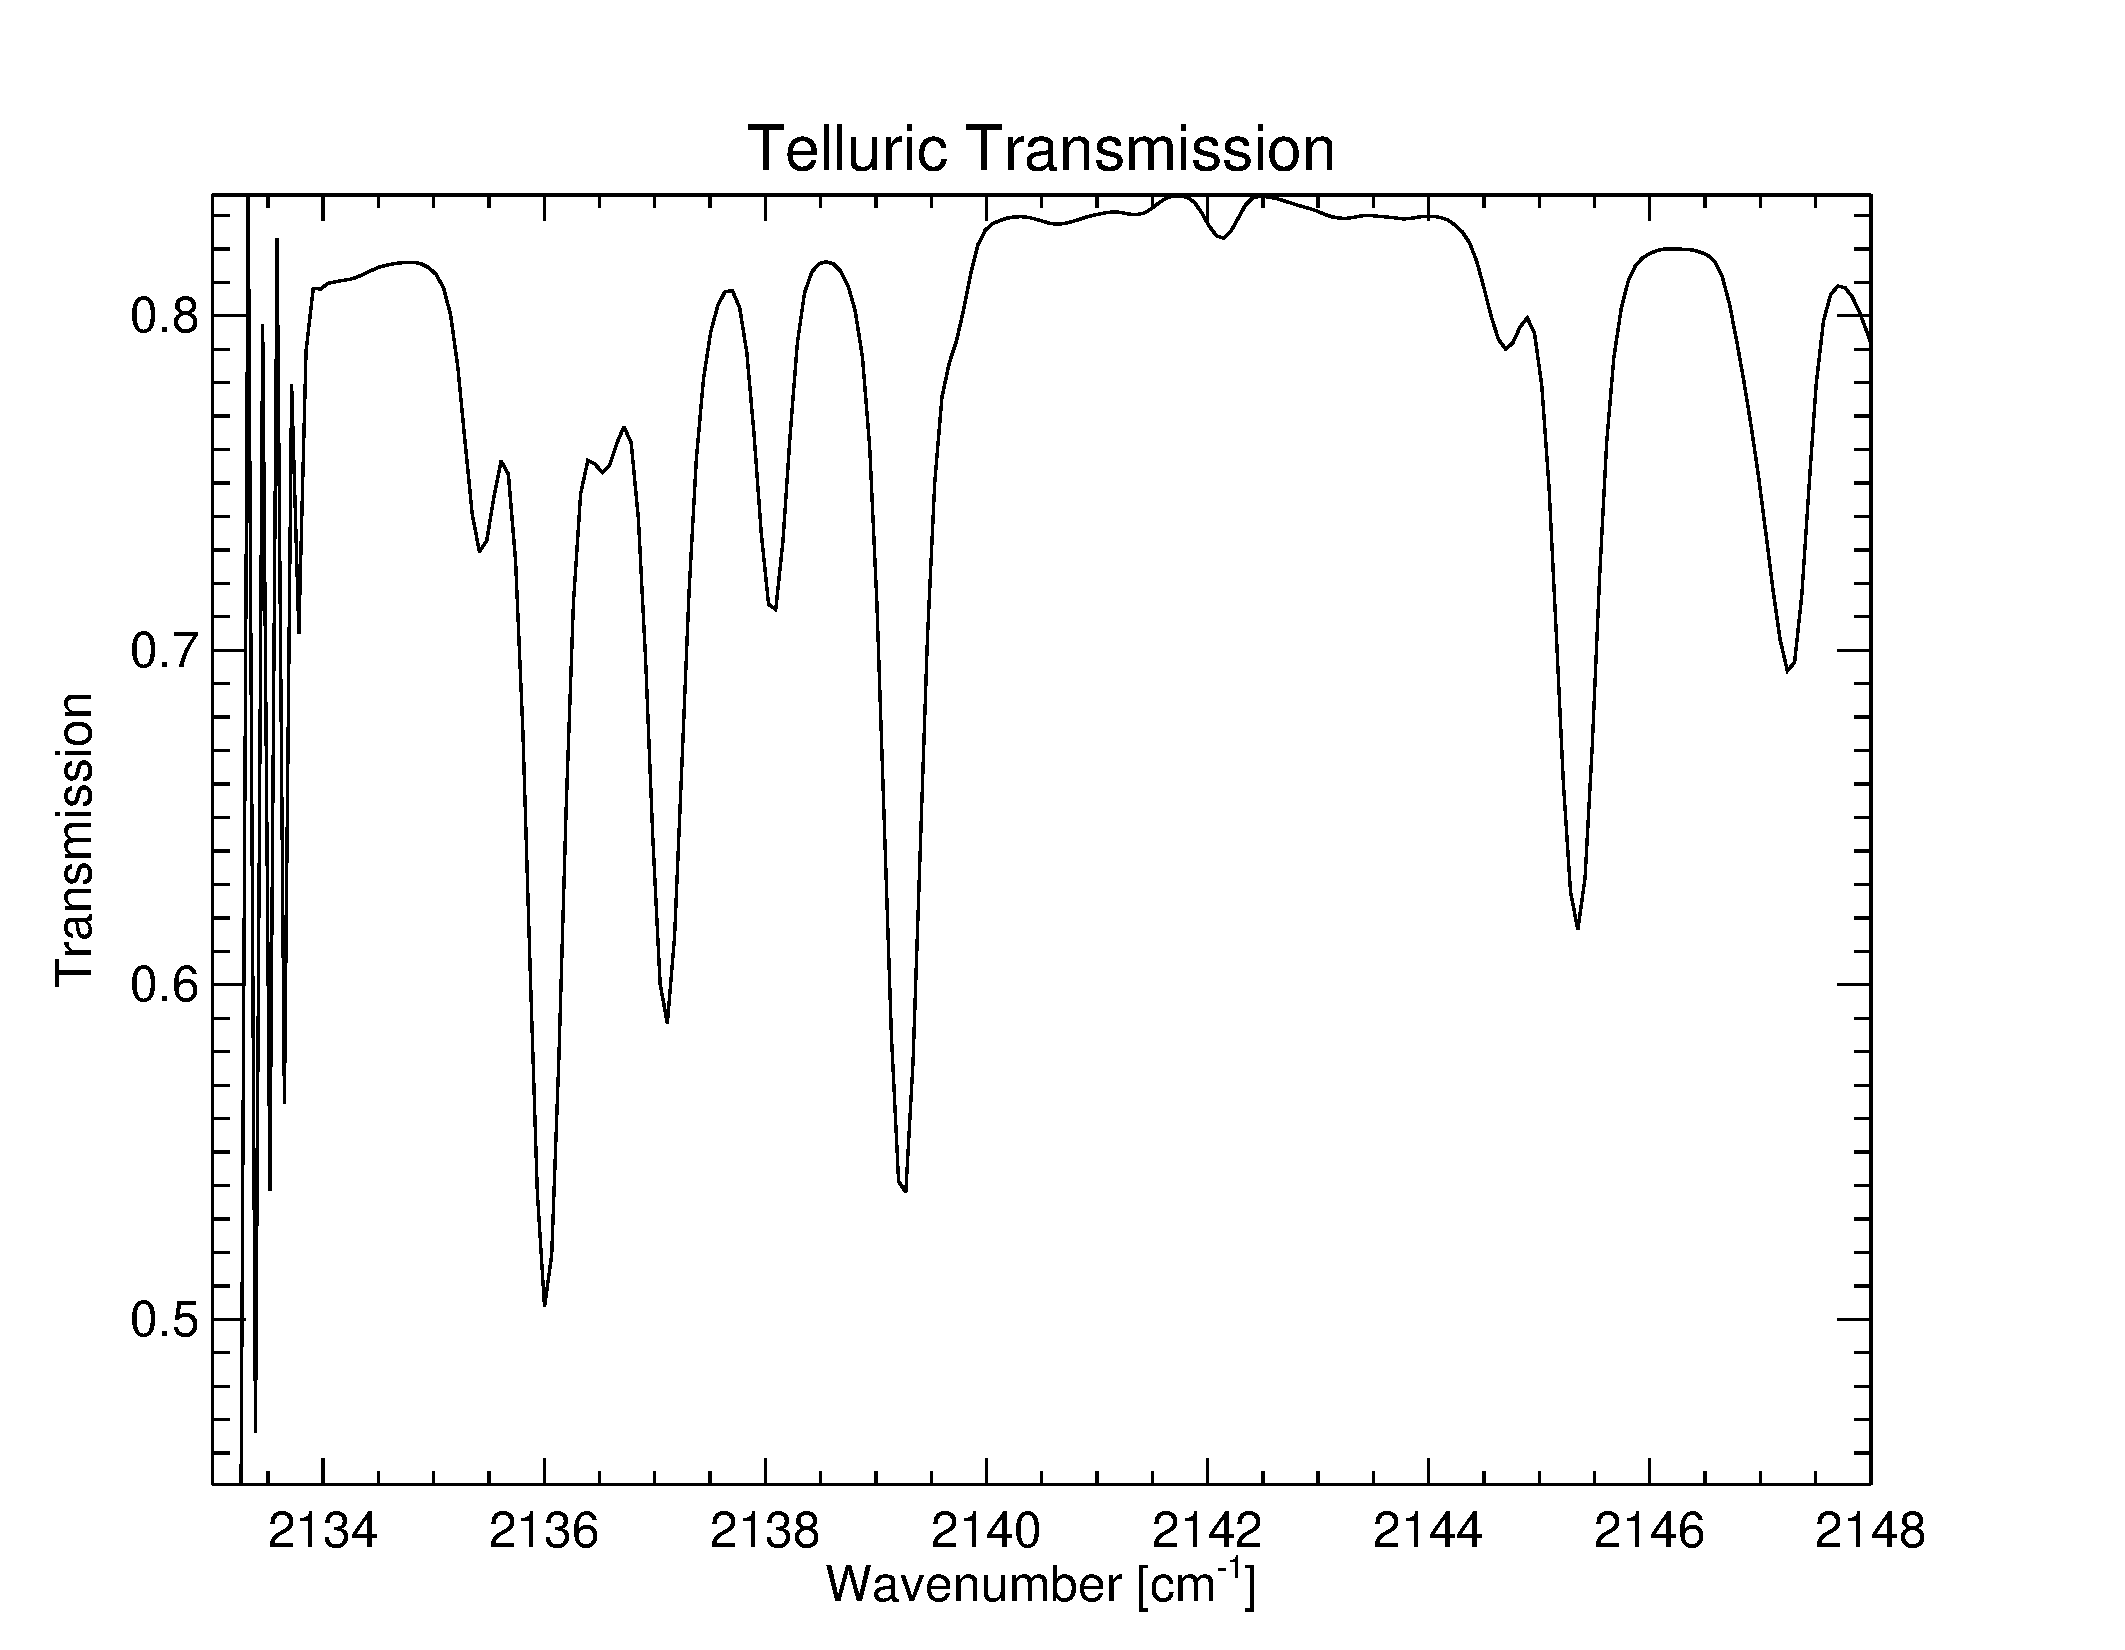 Telluric Transmission
Transmission
0.8
0.7
0.6
0.5
2134 2136 2138 2140 2142 2144 2146 2148
Wavenumber [cm-1]